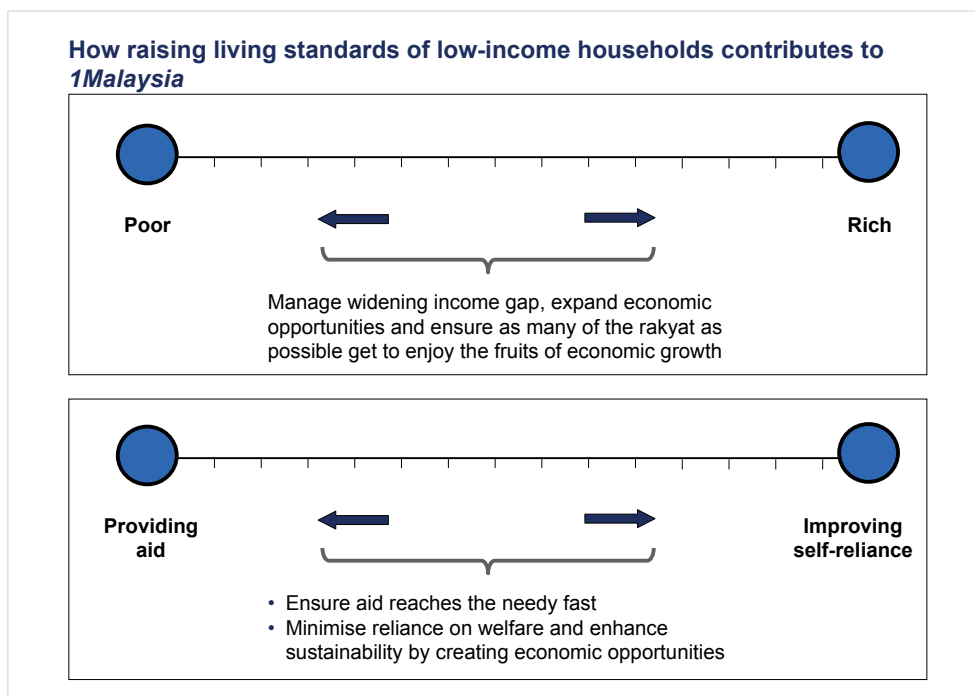 How raising living standards of low-income households contributes to
1Malaysia
Poor
Rich
Manage widening income gap, expand economic
opportunities and ensure as many of the rakyat as
possible get to enjoy the fruits of economic growth
Providing
aid
Improving
self-reliance
• Ensure aid reaches the needy fast
• Minimise reliance on welfare and enhance
sustainability by creating economic opportunities